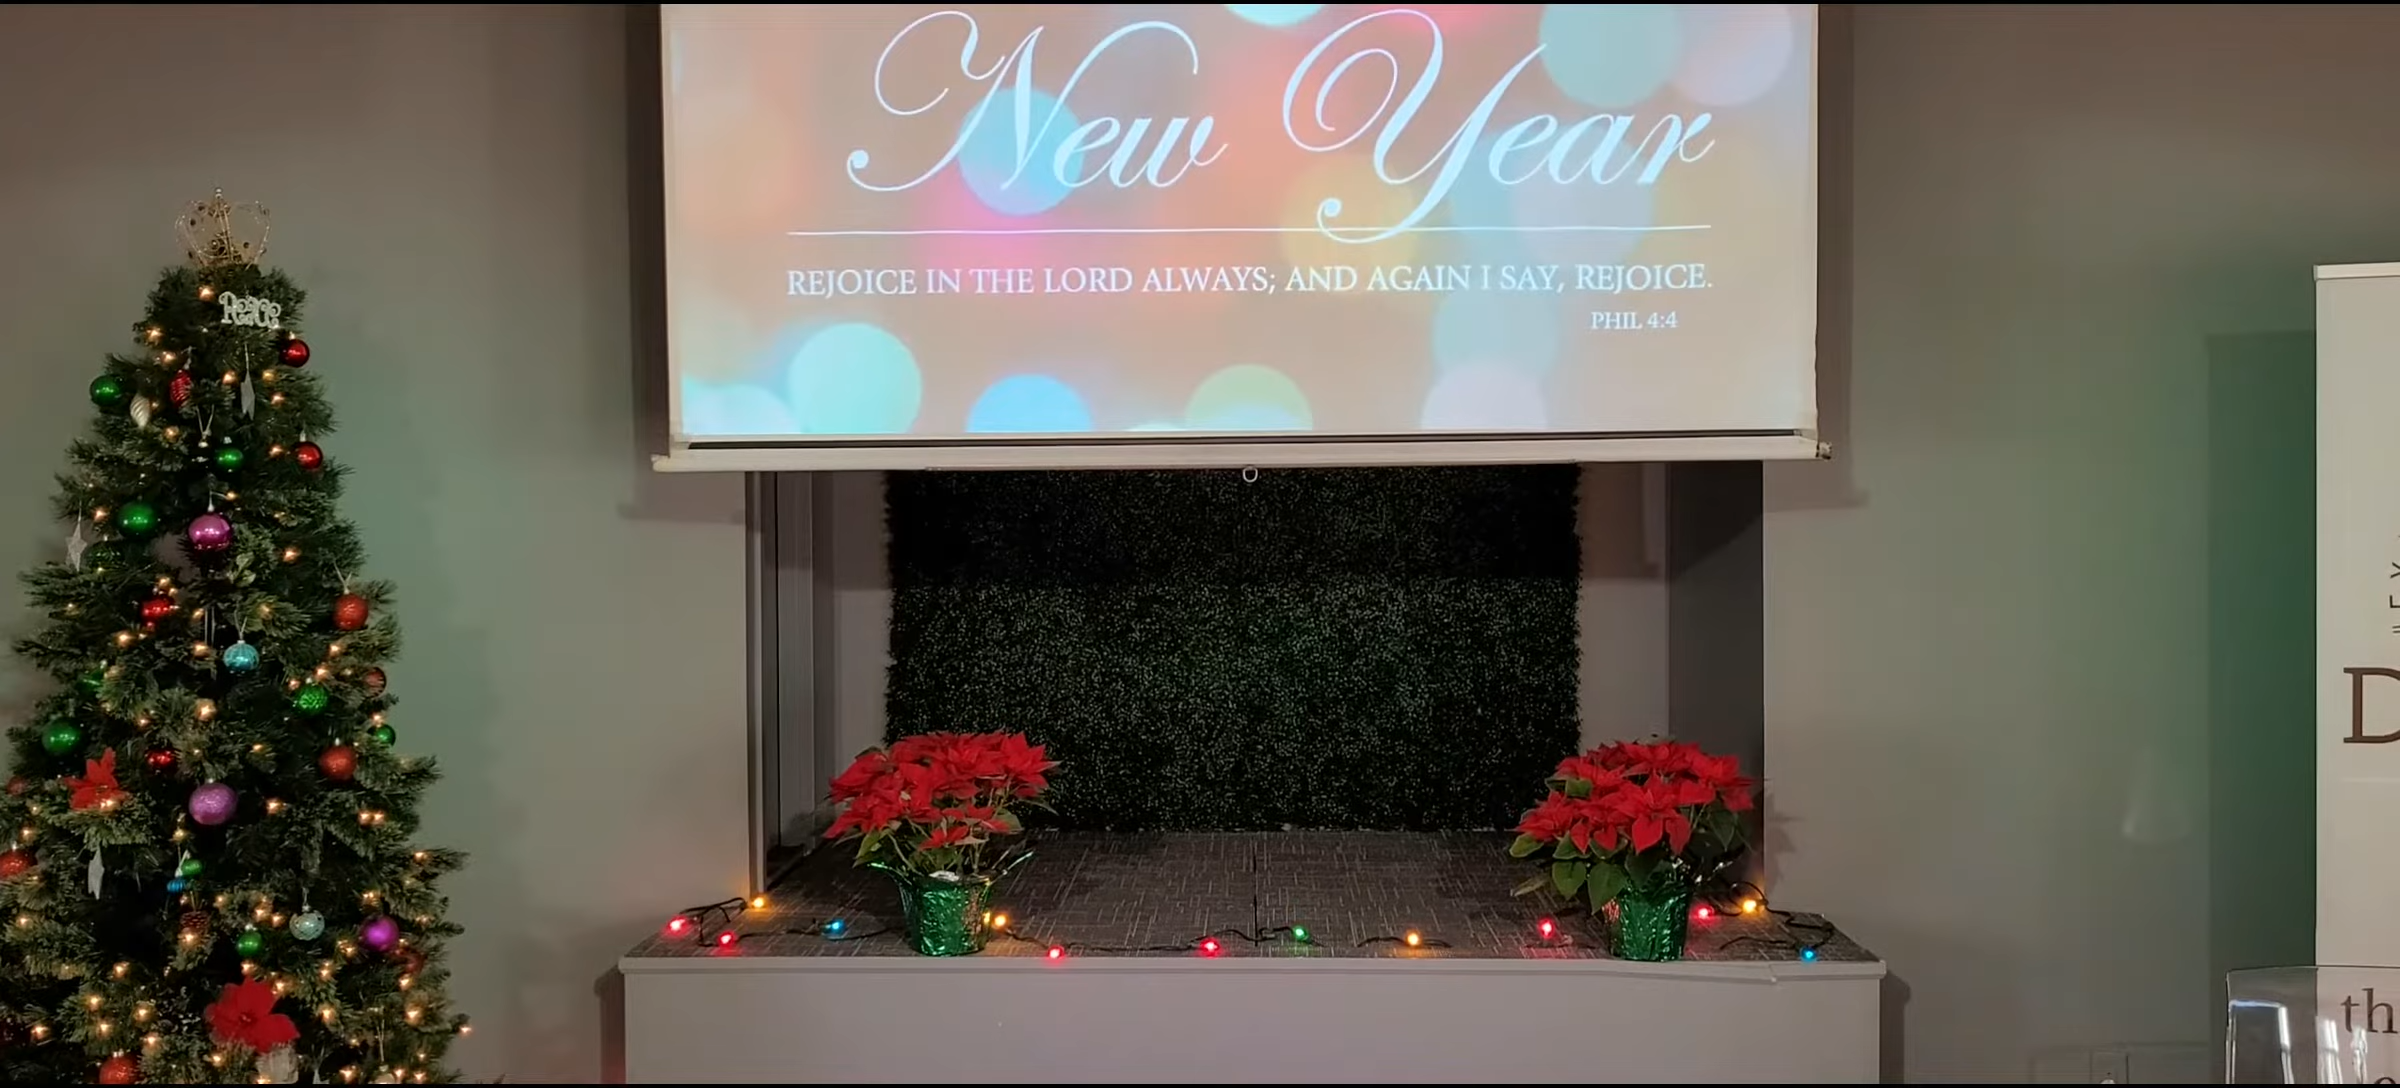 New Year
REJOICE IN THE LORD ALWAYS; AND AGAIN I SAY, REJOICE.
PHIL 4:4
Peace